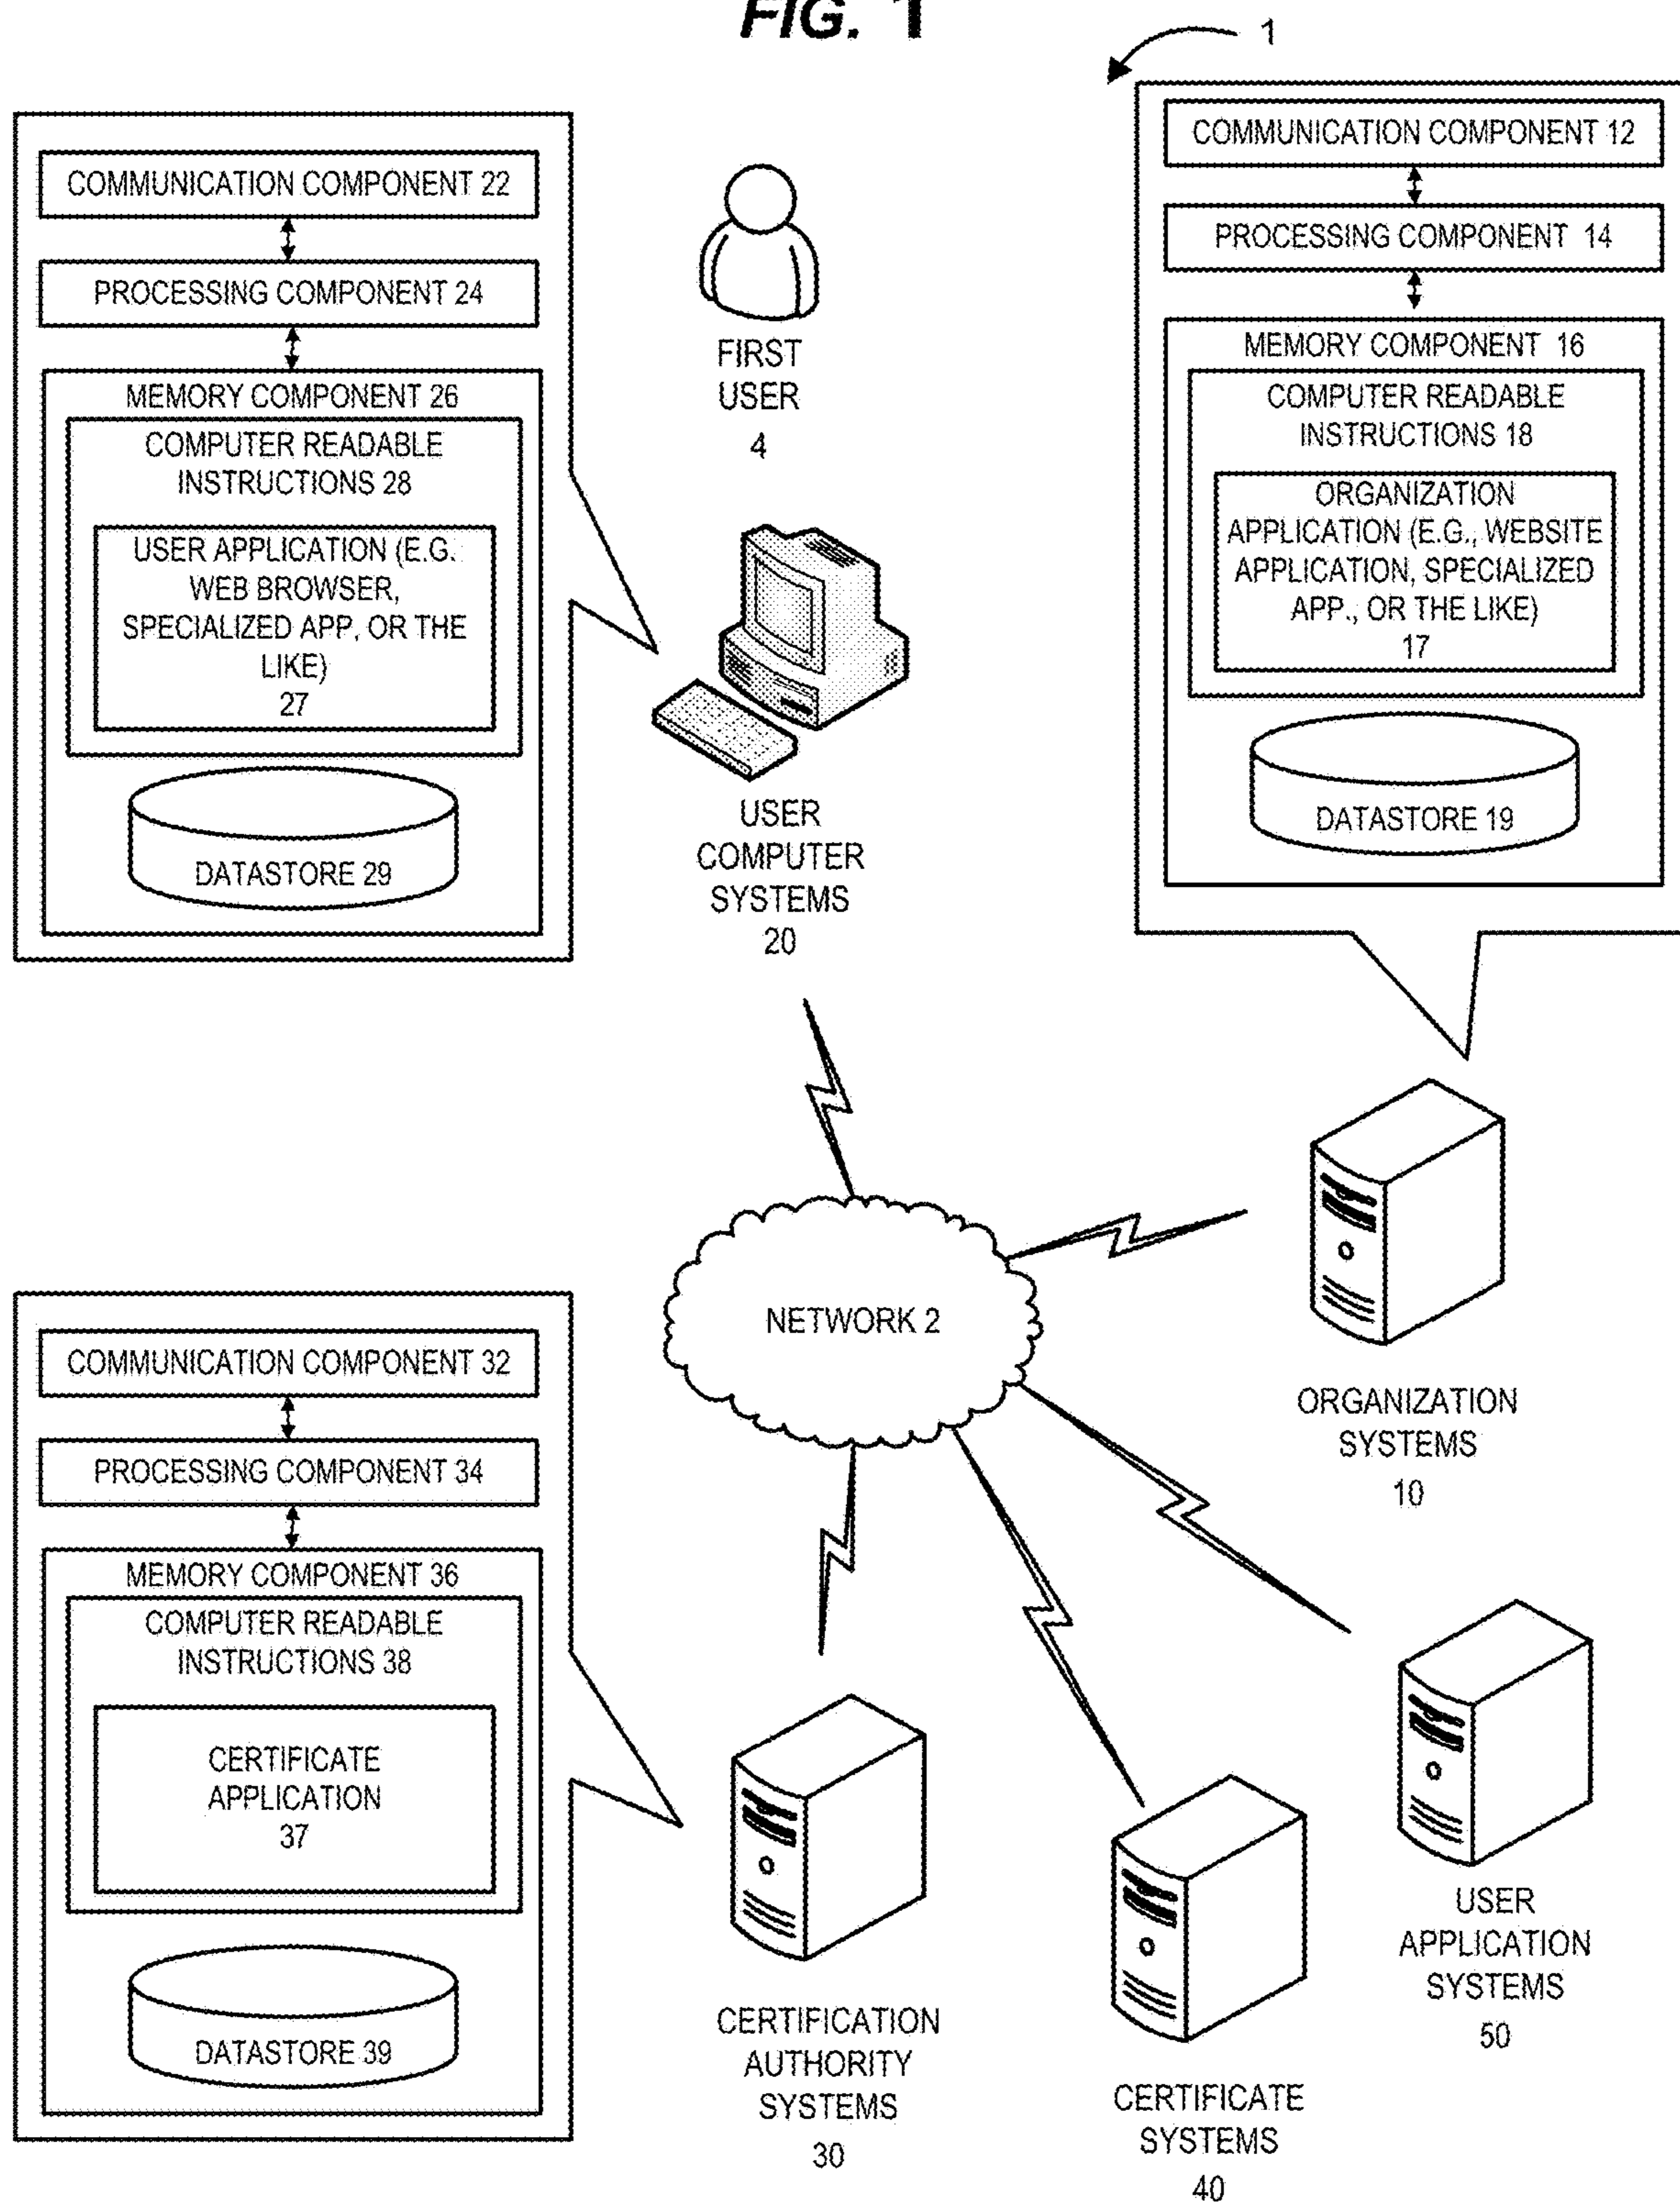 FIG. 1
1
COMMUNICATION COMPONENT 22
PROCESSING COMPONENT 24
MEMORY COMPONENT 26
COMPUTER READABLE
INSTRUCTIONS 28
USER APPLICATION (E.G.
WEB BROWSER,
SPECIALIZED APP, OR THE
LIKE)
27
DATASTORE 29
FIRST
USER
4
USER
COMPUTER
SYSTEMS
20
COMMUNICATION COMPONENT 12
PROCESSING COMPONENT 14
MEMORY COMPONENT 16
COMPUTER READABLE
INSTRUCTIONS 18
ORGANIZATION
APPLICATION (E.G., WEBSITE
APPLICATION, SPECIALIZED
APP., OR THE LIKE)
17
DATASTORE 19
NETWORK 2
ORGANIZATION
SYSTEMS
10
COMMUNICATION COMPONENT 32
PROCESSING COMPONENT 34
MEMORY COMPONENT 36
COMPUTER READABLE
INSTRUCTIONS 38
CERTIFICATE
APPLICATION
37
DATASTORE 39
CERTIFICATION
AUTHORITY
SYSTEMS
30
CERTIFICATE
SYSTEMS
40
USER
APPLICATION
SYSTEMS
50